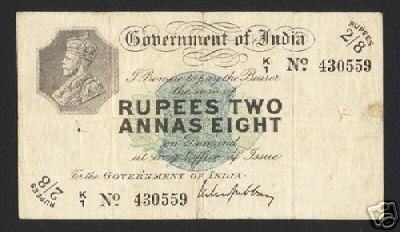 Government of India
RUPEES 2/8
K/1 No 430559
I Promise to pay the Bearer
the sum of
RUPEES TWO
ANNAS EIGHT
on Demand
at any Office of Issue
For the GOVERNMENT OF INDIA.
RUPEES 2/8
K/1 No 430559